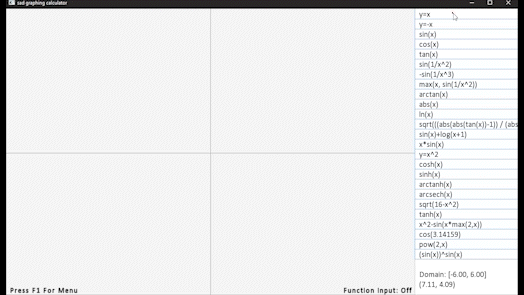 sad graphing calculator
y=x
y=-x
sin(x)
cos(x)
tan(x)
sin(1/x^2)
-sin(1/x^3)
max(x, sin(1/x^2))
arctan(x)
abs(x)
ln(x)
sqrt(((abs(abs(tan(x))-1)) / (abs
sin(x)+log(x+1)
x*sin(x)
y=x^2
cosh(x)
sinh(x)
arctanh(x)
arcsech(x)
sqrt(16-x^2)
tanh(x)
x^2-sin(x*max(2,x))
cos(3.14159)
pow(2,x)
(sin(x))^sin(x)
Domain: [-6.00, 6.00]
(7.11, 4.09)
Press F1 For Menu
Function Input: Off